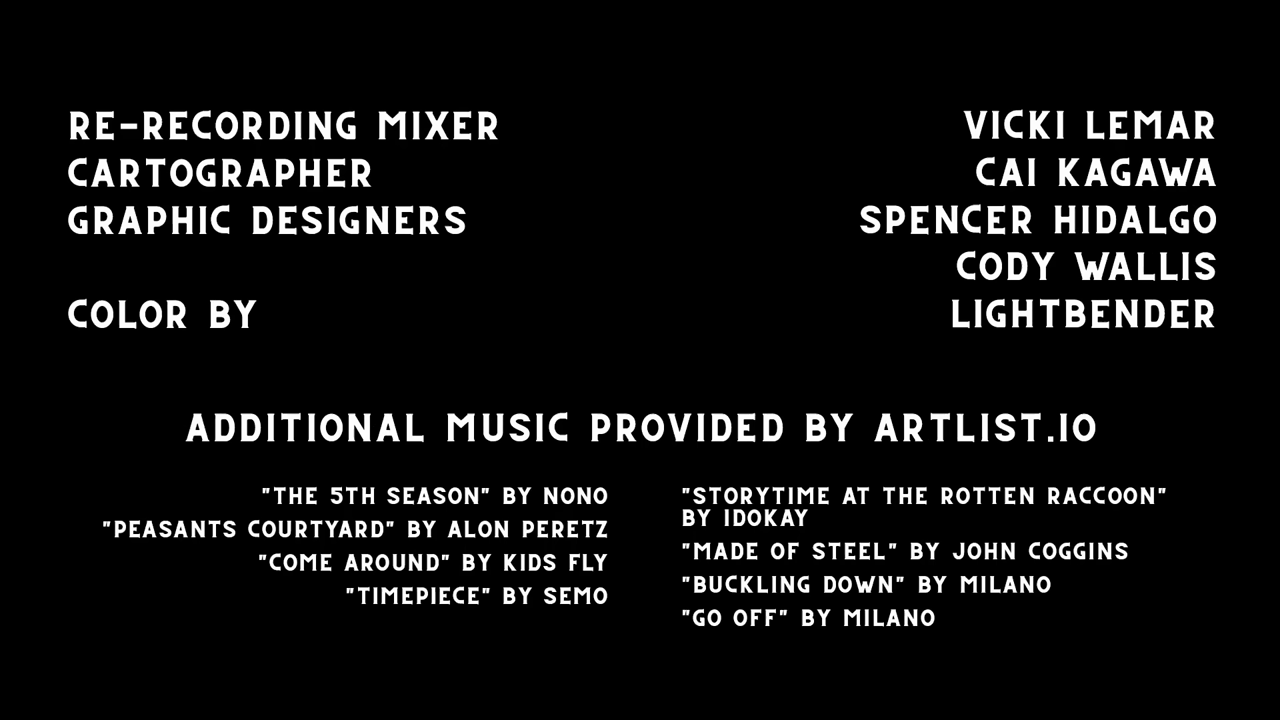 RE-RECORDING MIXER VICKI LEMAR
CARTOGRAPHER CAI KAGAWA
GRAPHIC DESIGNERS SPENCER HIDALGO
CODY WALLIS
COLOR BY LIGHTBENDER
ADDITIONAL MUSIC PROVIDED BY ARTLIST.IO
"THE 5TH SEASON" BY NONO
"PEASANTS COURTYARD" BY ALON PERETZ
"COME AROUND" BY KIDS FLY
"TIMEPIECE" BY SEMO
"STORYTIME AT THE ROTTEN RACCOON"
BY IDOKAY
"MADE OF STEEL" BY JOHN COGGINS
"BUCKLING DOWN" BY MILANO
"GO OFF" BY MILANO